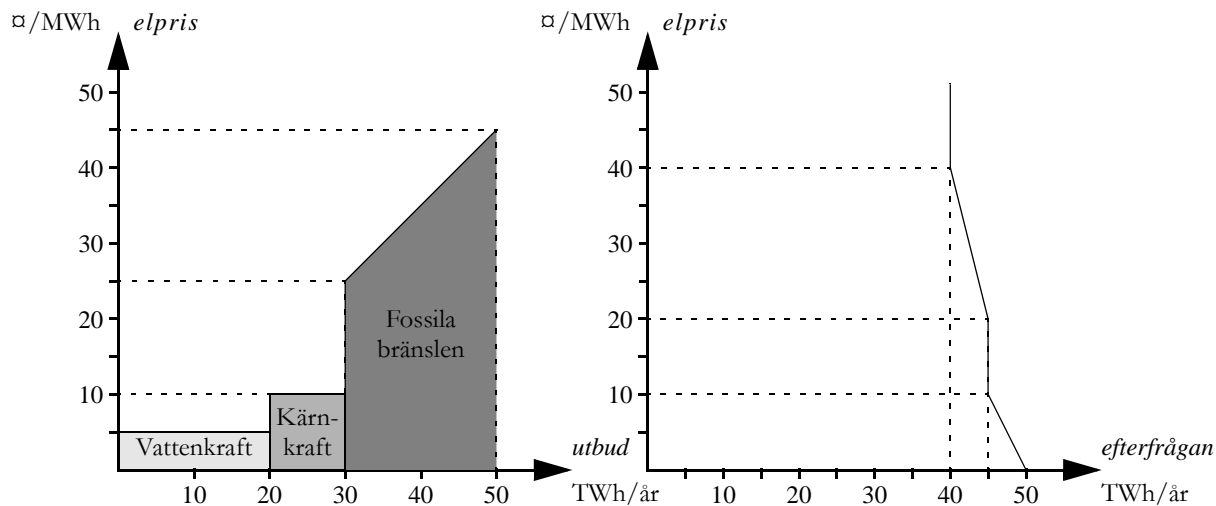 ¤/MWh elpris
50
40
30
20
10
Fossila
bränslen
Kärn-
kraft
Vattenkraft
utbud
10 20 30 40 50 TWh/år
¤/MWh elpris
50
40
30
20
10
efterfrågan
10 20 30 40 50 TWh/år